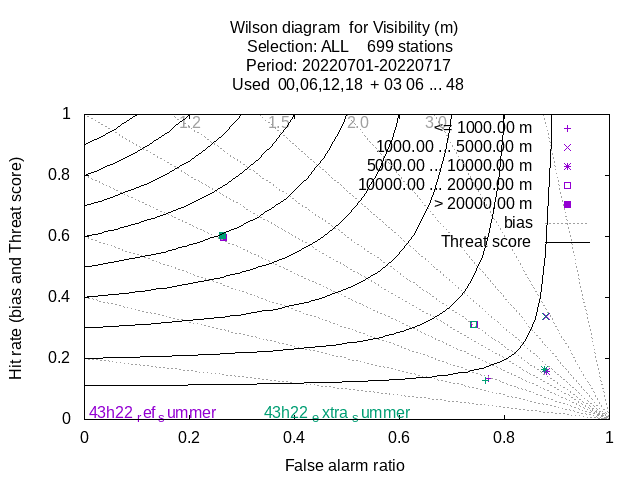 Wilson diagram for Visibility (m)
Selection: ALL 699 stations
Period: 20220701-20220717
Used 00,06,12,18 + 03 06 ... 48
1.2 1.5 2.0 3.0
<= 1000.00 m
1000.00 ... 5000.00 m
5000.00 ... 10000.00 m
10000.00 ... 20000.00 m
> 20000.00 m
bias
Threat score
1
0.8
0.6
0.4
0.2
0
Hit rate (bias and Threat score)
43h22_ref_summer 43h22_extra_summer
0 0.2 0.4 0.6 0.8 1
False alarm ratio